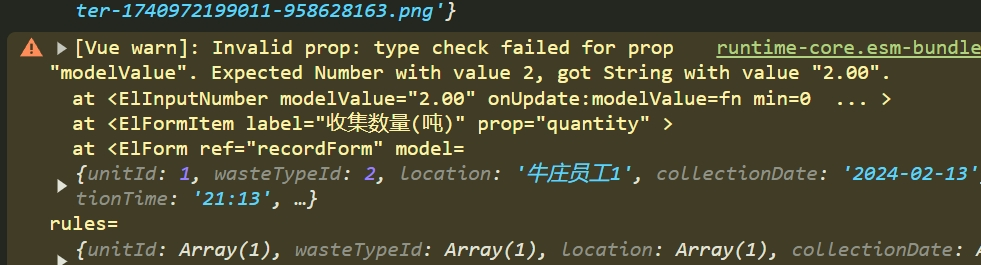 ter-1740972199011-958628163.png'}
[Vue warn]: Invalid prop: type check failed for prop runtime-core.esm-bundle
"modelValue". Expected Number with value 2, got String with value "2.00".
at <ElInputNumber modelValue="2.00" onUpdate:modelValue=fn min=0 ... >
at <ElFormItem label="收集数量(吨)" prop="quantity" >
at <ElForm ref="recordForm" model=
{unitId: 1, wasteTypeId: 2, location: '牛庄员工1', collectionDate: '2024-02-13',
tionTime: '21:13', …}
rules=
{unitId: Array(1), wasteTypeId: Array(1), location: Array(1), collectionDate: A